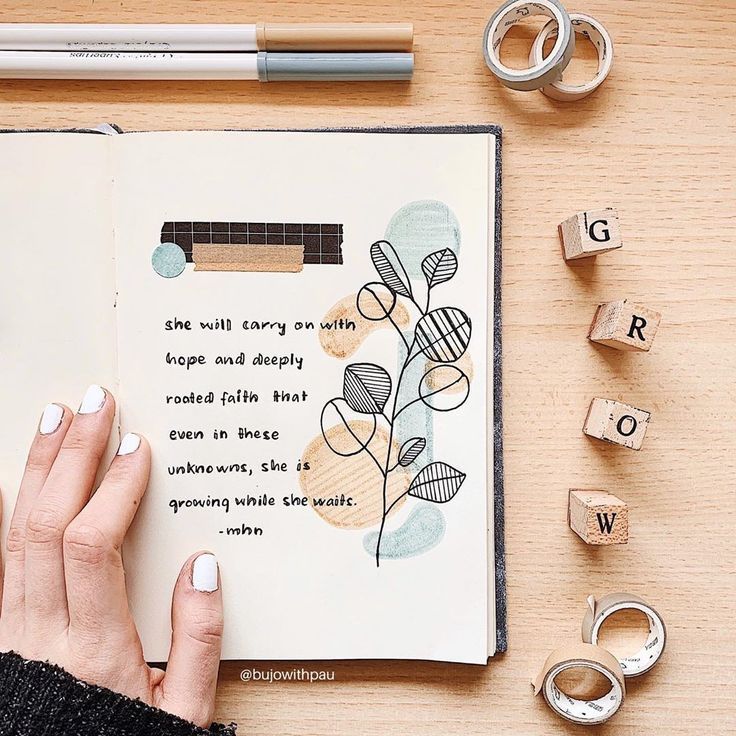 she will carry on with
hope and deeply
rooted faith that
even in these
unknowns, she is
growing while she waits.
-mhn
G
R
O
W
@bujowithpau